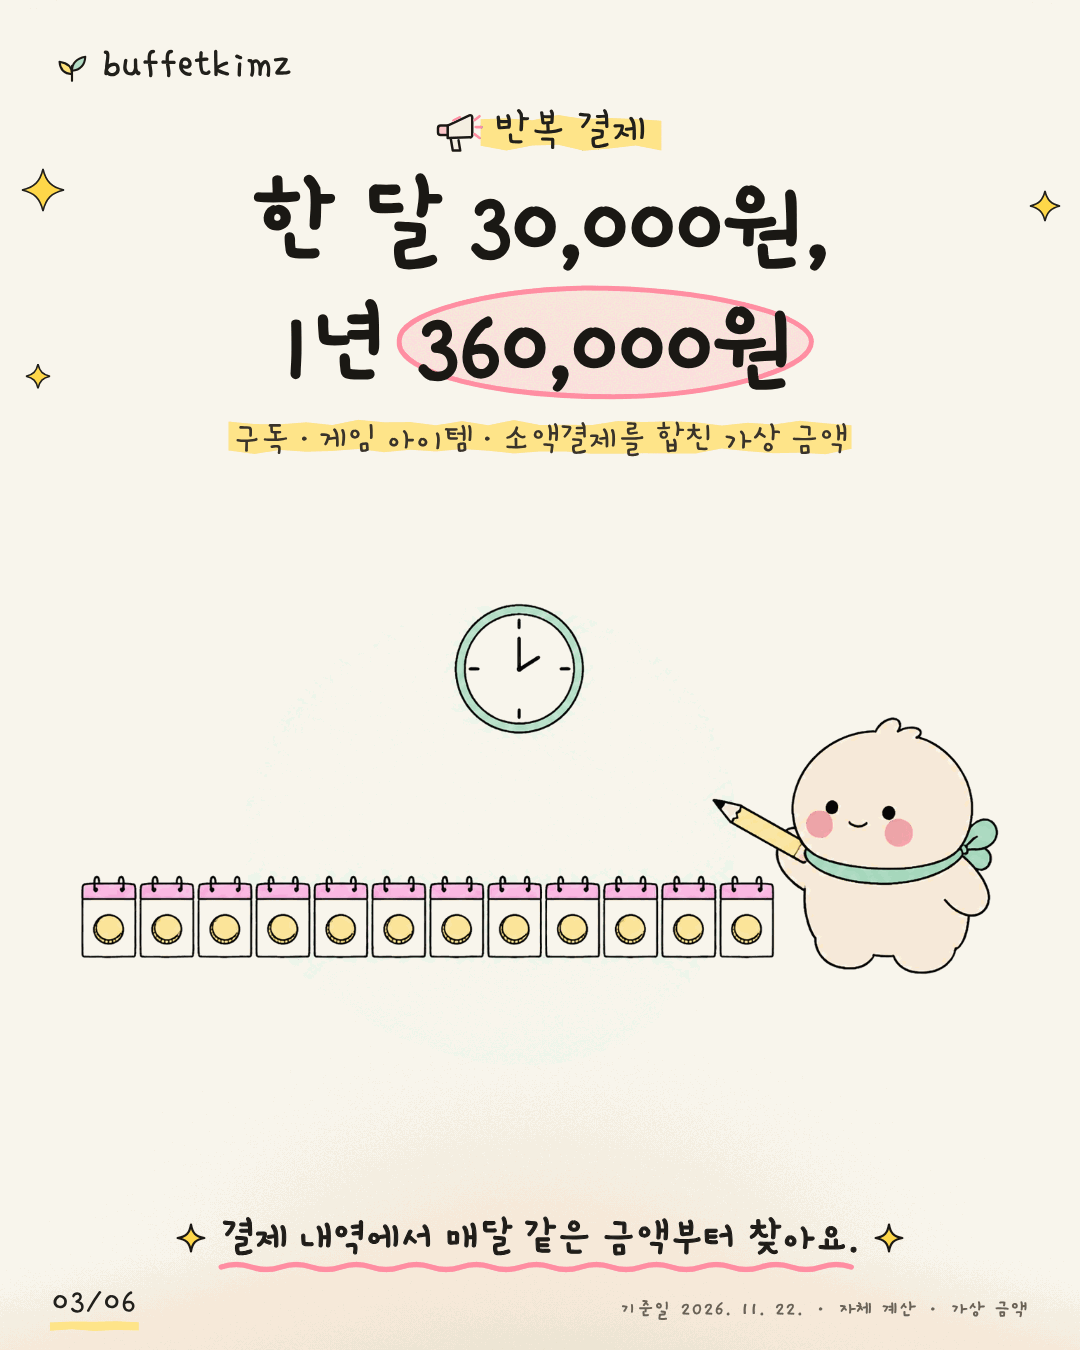 buffetkimz
반복 결제
한 달 30,000원,
1년 360,000원
구독 · 게임 아이템 · 소액결제를 합친 가상 금액
결제 내역에서 매달 같은 금액부터 찾아요.
03/06
기준일 2026. 11. 22. · 자체 계산 · 가상 금액